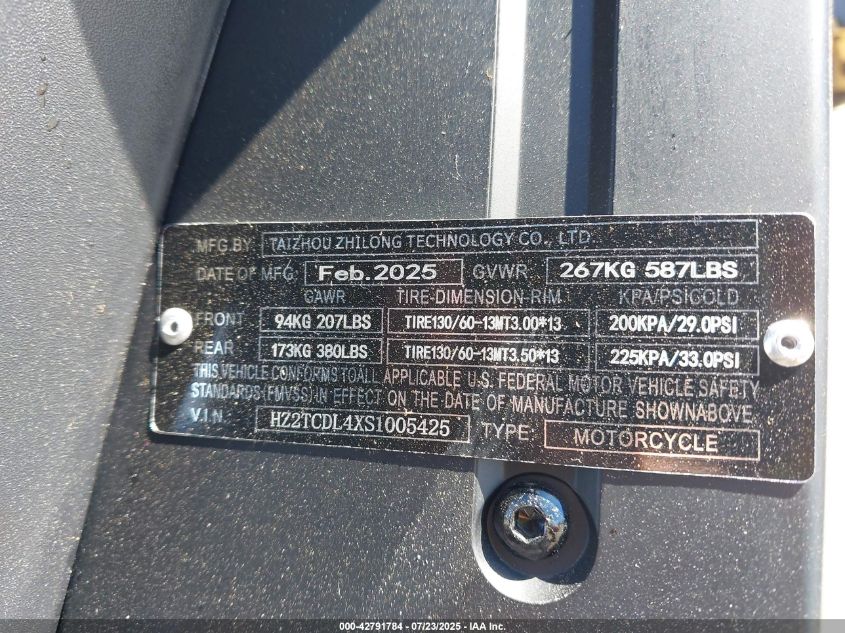 MFG.BY TAIZHOU ZHILONG TECHNOLOGY CO., LTD
DATE OF MFG Feb.2025 GVWR 267KG 587LBS
GAWR TIRE-DIMENSION-RIM KPA/PSICOLD
FRONT 94KG 207LBS TIRE130/60-13MT3.00*13 200KPA/29.0PSI
REAR 173KG 380LBS TIRE130/60-13MT3.50*13 225KPA/33.0PSI
THIS VEHICLE CONFORMS TO ALL APPLICABLE U.S. FEDERAL MOTOR VEHICLE SAFETY
STANDARDS (FMVSS) IN EFFECT ON THE DATE OF MANUFACTURE SHOWNABOVE
V.I.N. HZ2TCDL4XS1005425 TYPE: MOTORCYCLE
000-42791784 - 07/23/2025 - IAA Inc.